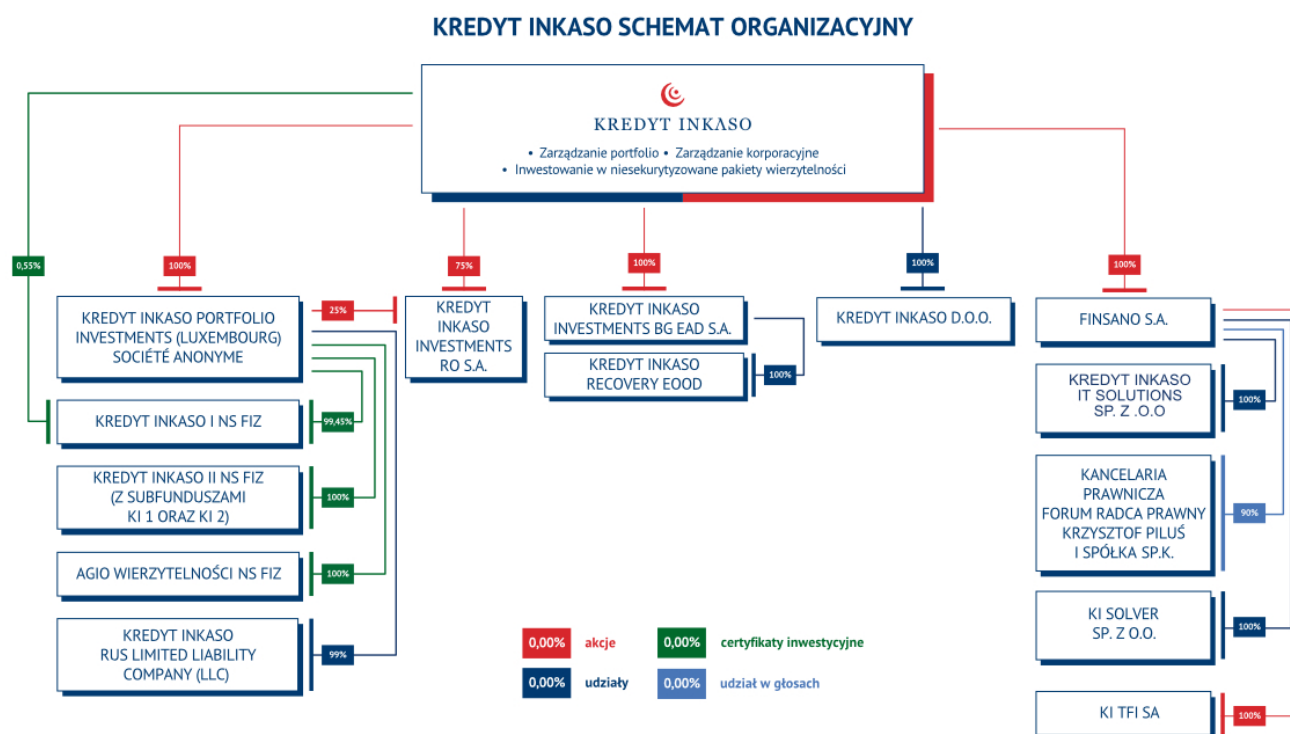 KREDYT INKASO SCHEMAT ORGANIZACYJNY
KREDYT INKASO
• Zarządzanie portfolio • Zarządzanie korporacyjne
• Inwestowanie w niesekurytyzowane pakiety wierzytelności
0,55%
100%
75%
100%
100%
100%
KREDYT INKASO PORTFOLIO
INVESTMENTS (LUXEMBOURG)
SOCIÉTÉ ANONYME
25%
KREDYT
INKASO
INVESTMENTS
RO S.A.
KREDYT INKASO
INVESTMENTS BG EAD S.A.
KREDYT INKASO
RECOVERY EOOD
100%
KREDYT INKASO D.O.O.
FINSANO S.A.
KREDYT INKASO I NS FIZ
99,45%
KREDYT INKASO II NS FIZ
(Z SUBFUNDUSZAMI
KI 1 ORAZ KI 2)
100%
AGIO WIERZYTELNOŚCI NS FIZ
100%
KREDYT INKASO
RUS LIMITED LIABILITY
COMPANY (LLC)
99%
KREDYT INKASO
IT SOLUTIONS
SP. Z .O.O
100%
KANCELARIA
PRAWNICZA
FORUM RADCA PRAWNY
KRZYSZTOF PILUŚ
I SPÓŁKA SP.K.
90%
KI SOLVER
SP. Z O.O.
100%
KI TFI SA
100%
0,00% akcje
0,00% certyfikaty inwestycyjne
0,00% udziały
0,00% udział w głosach